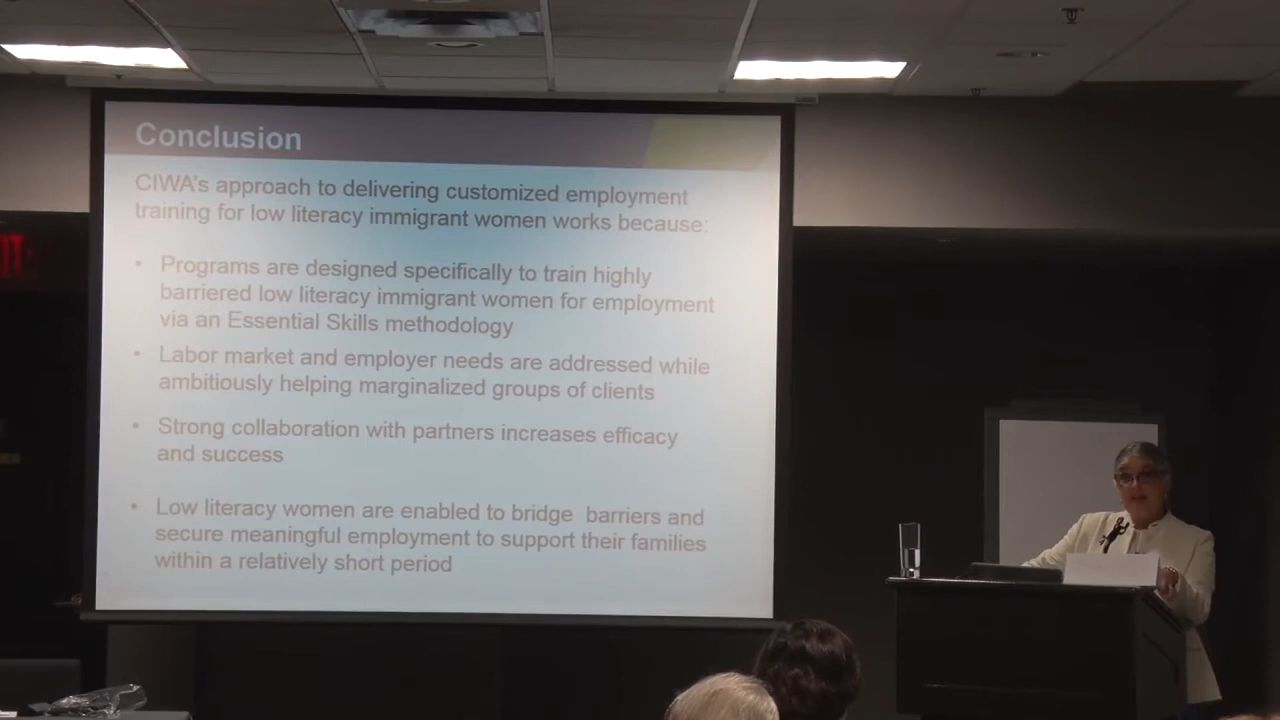 Conclusion
CIWA's approach to delivering customized employment
training for low literacy immigrant women works because:
• Programs are designed specifically to train highly
barriered low literacy immigrant women for employment
via an Essential Skills methodology
• Labor market and employer needs are addressed while
ambitiously helping marginalized groups of clients
• Strong collaboration with partners increases efficacy
and success
• Low literacy women are enabled to bridge barriers and
secure meaningful employment to support their families
within a relatively short period